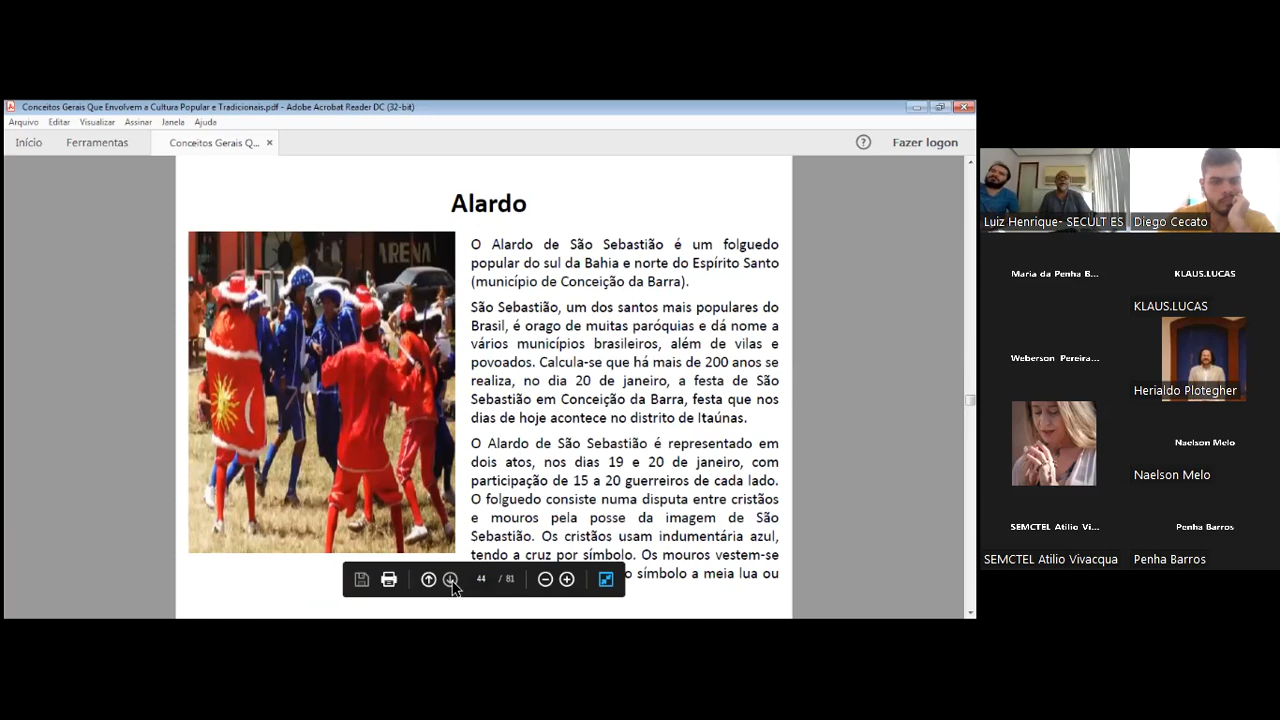 Conceitos Gerais Que Envolvem a Cultura Popular e Tradicionais.pdf - Adobe Acrobat Reader DC (32-bit)
Arquivo Editar Visualizar Assinar Janela Ajuda
Início Ferramentas Conceitos Gerais Q... × ? Fazer logon
Alardo
ARENA
O Alardo de São Sebastião é um folguedo
popular do sul da Bahia e norte do Espírito Santo
(município de Conceição da Barra).
São Sebastião, um dos santos mais populares do
Brasil, é orago de muitas paróquias e dá nome a
vários municípios brasileiros, além de vilas e
povoados. Calcula-se que há mais de 200 anos se
realiza, no dia 20 de janeiro, a festa de São
Sebastião em Conceição da Barra, festa que nos
dias de hoje acontece no distrito de Itaúnas.
O Alardo de São Sebastião é representado em
dois atos, nos dias 19 e 20 de janeiro, com
participação de 15 a 20 guerreiros de cada lado.
O folguedo consiste numa disputa entre cristãos
e mouros pela posse da imagem de São
Sebastião. Os cristãos usam indumentária azul,
tendo a cruz por símbolo. Os mouros vestem-se
o símbolo a meia lua ou
44 / 81
Luiz Henrique- SECULT ES
Diego Cecato
Maria da Penha B...
KLAUS.LUCAS
KLAUS.LUCAS
Weberson Pereira...
Herialdo Plotegher
Naelson Melo
Naelson Melo
SEMCTEL Atilio Vi...
SEMCTEL Atilio Vivacqua
Penha Barros
Penha Barros